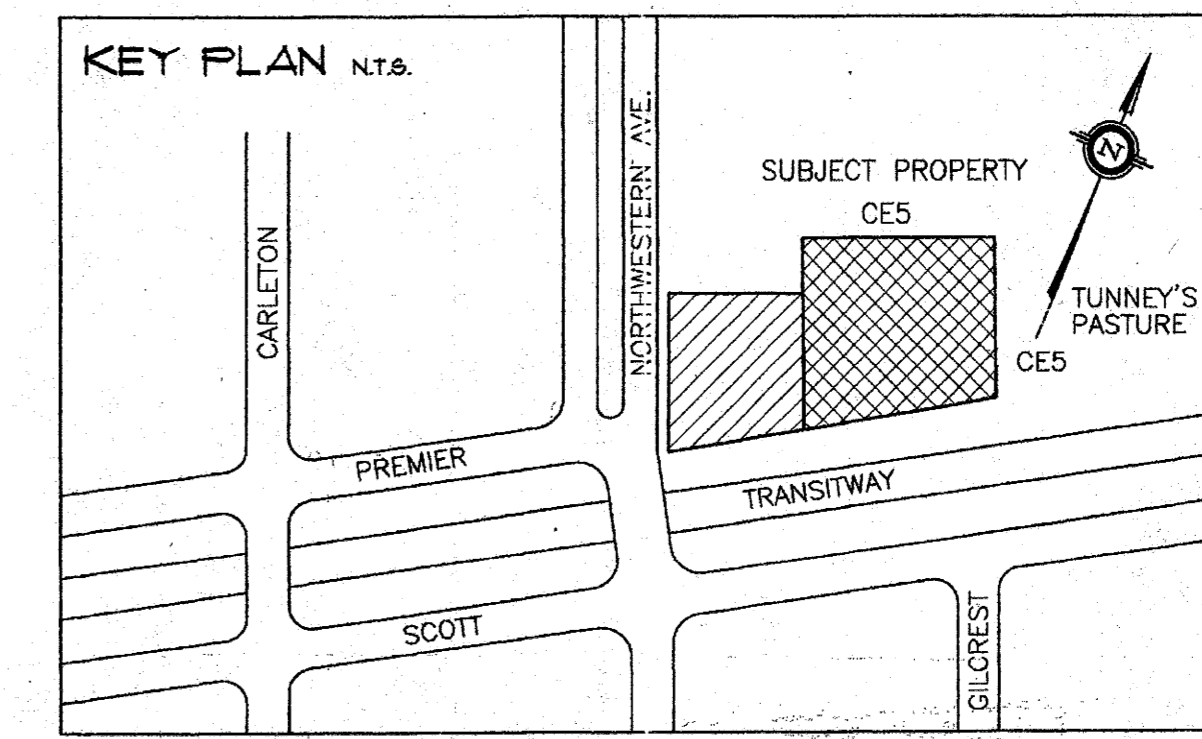 KEY PLAN N.T.S.
NORTHWESTERN AVE.
N
SUBJECT PROPERTY
CE5
CARLETON
TUNNEY'S
PASTURE
CE5
PREMIER
TRANSITWAY
SCOTT
GILCREST